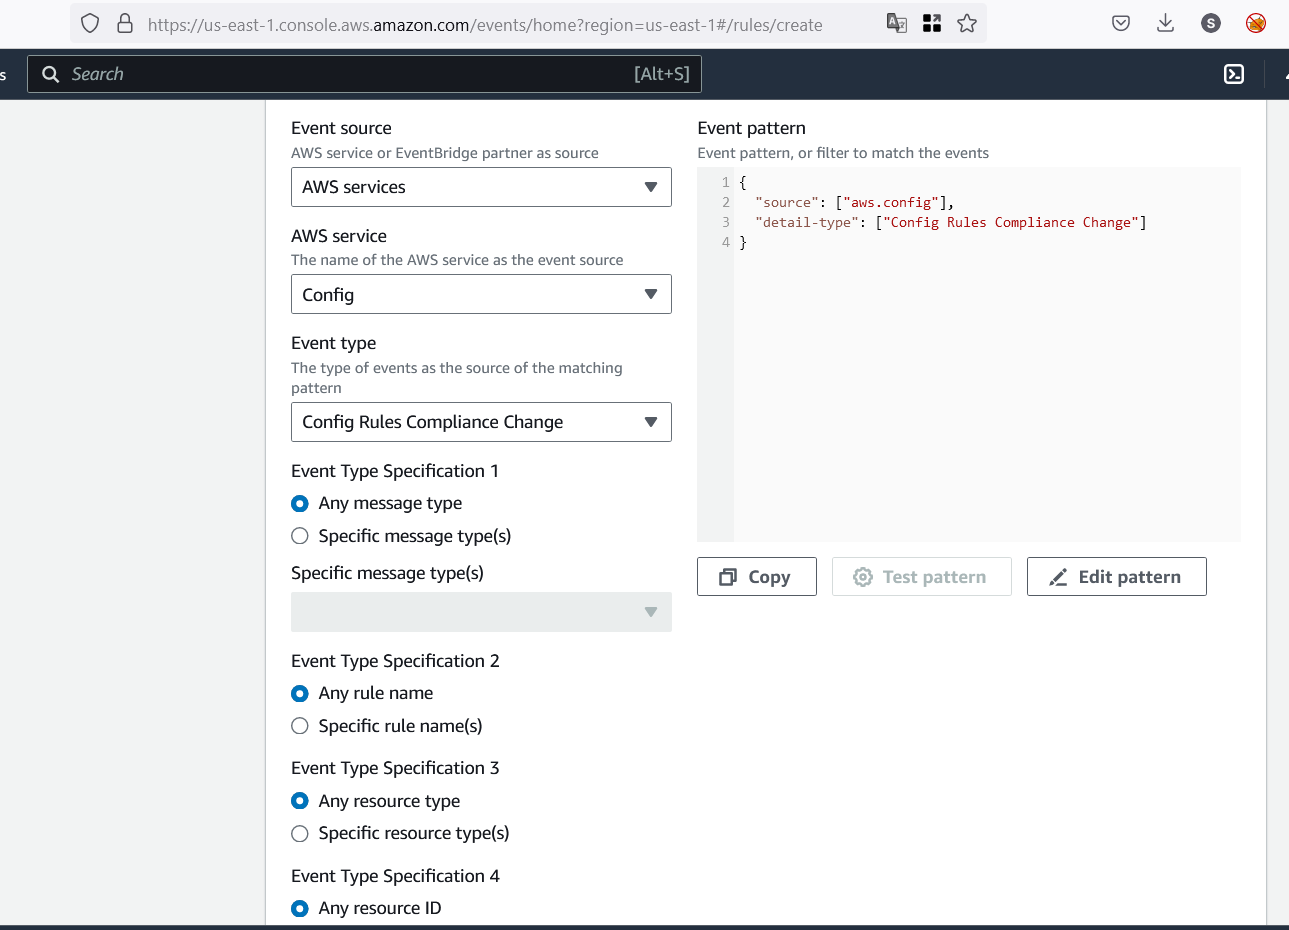 https://us-east-1.console.aws.amazon.com/events/home?region=us-east-1#/rules/create
S
s
Search
[Alt+S]
Event source
AWS service or EventBridge partner as source
AWS services
AWS service
The name of the AWS service as the event source
Config
Event type
The type of events as the source of the matching
pattern
Config Rules Compliance Change
Event Type Specification 1
Any message type
Specific message type(s)
Specific message type(s)
Event Type Specification 2
Any rule name
Specific rule name(s)
Event Type Specification 3
Any resource type
Specific resource type(s)
Event Type Specification 4
Any resource ID
Event pattern
Event pattern, or filter to match the events
1 {
2   "source": ["aws.config"],
3   "detail-type": ["Config Rules Compliance Change"]
4 }
Copy
Test pattern
Edit pattern